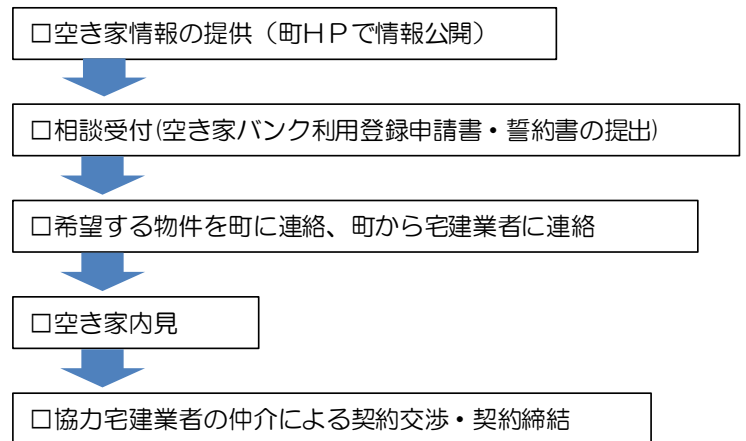 □空き家情報の提供（町ＨＰで情報公開）
□相談受付(空き家バンク利用登録申請書・誓約書の提出)
□希望する物件を町に連絡、町から宅建業者に連絡
□空き家内見
□協力宅建業者の仲介による契約交渉・契約締結